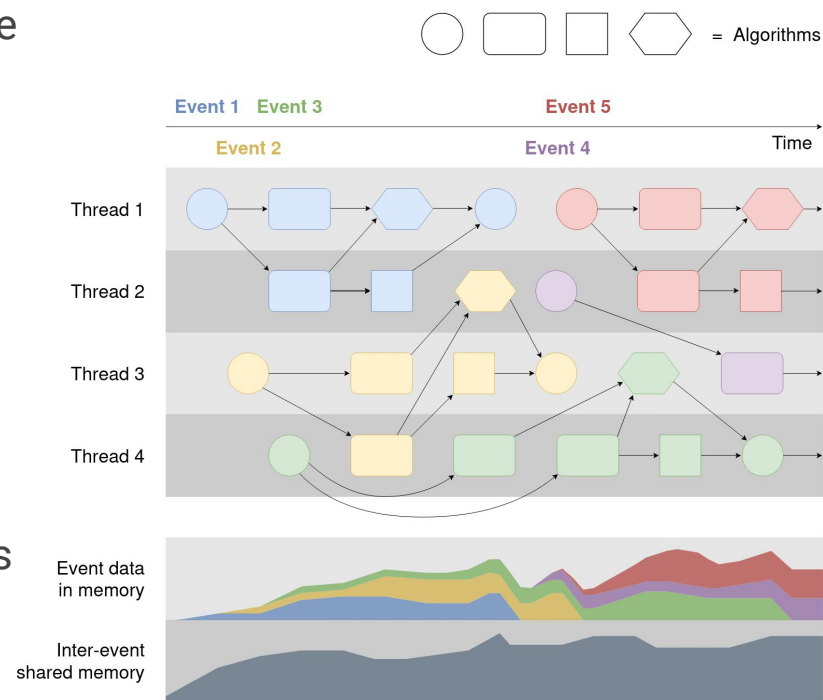 e
= Algorithms
Event 1 Event 3 Event 5
Time
Event 2 Event 4
Thread 1
Thread 2
Thread 3
Thread 4
s
Event data
in memory
Inter-event
shared memory